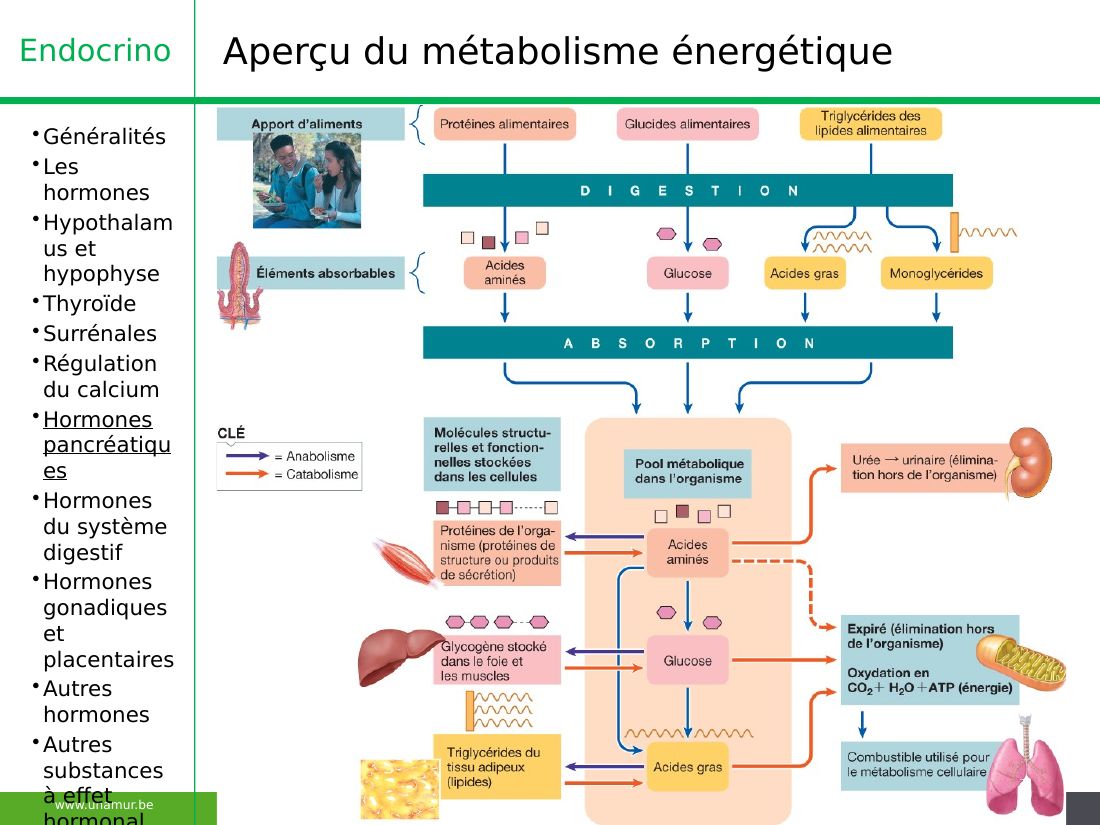 Endocrino
Aperçu du métabolisme énergétique
•Généralités
•Les
hormones
•Hypothalam
us et
hypophyse
•Thyroïde
•Surrénales
•Régulation
du calcium
•Hormones
pancréatiqu
es
•Hormones
du système
digestif
•Hormones
gonadiques
et
placentaires
•Autres
hormones
•Autres
substances
à effet
hormonal
www.unamur.be
Apport d'aliments
Protéines alimentaires
Glucides alimentaires
Triglycérides des
lipides alimentaires
DIGESTION
Éléments absorbables
Acides
aminés
Glucose
Acides gras
Monoglycérides
ABSORPTION
CLÉ
= Anabolisme
= Catabolisme
Molécules structu-
relles et fonction-
nelles stockées
dans les cellules
Pool métabolique
dans l'organisme
Urée → urinaire (élimina-
tion hors de l'organisme)
Protéines de l'orga-
nisme (protéines de
structure ou produits
de sécrétion)
Acides
aminés
Expiré (élimination hors
de l'organisme)
Oxydation en
CO₂+ H₂O +ATP (énergie)
Glycogène stocké
dans le foie et
les muscles
Glucose
Triglycérides du
tissu adipeux
(lipides)
Acides gras
Combustible utilisé pour
le métabolisme cellulaire